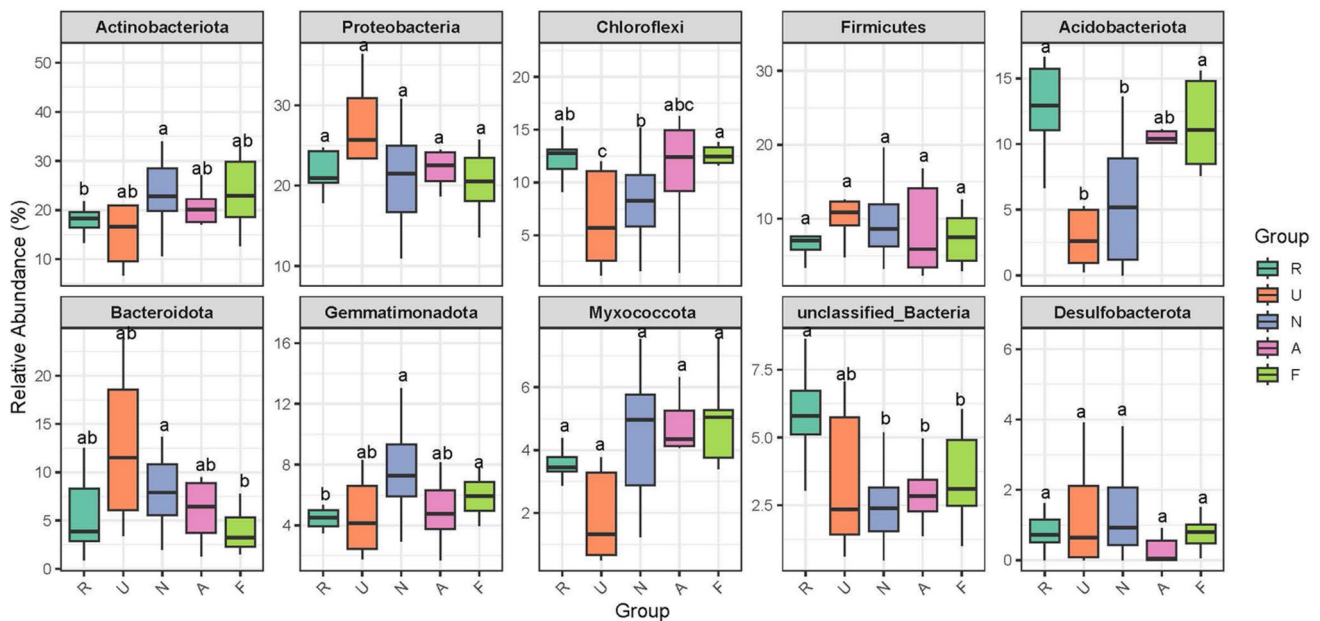 Actinobacteriota Proteobacteria Chloroflexi Firmicutes Acidobacteriota
50
40
30
20
10
b ab a ab ab
30
20
10
a a a a a
20
15
10
5
ab c b abc a
30
20
10
a a a a a
15
10
5
0
a b b ab a
Bacteroidota Gemmatimonadota Myxococcota unclassified_Bacteria Desulfobacterota
20
15
10
5
0
ab ab a ab b
16
12
8
4
b ab a ab a
6
4
2
a a a a a
7.5
5.0
2.5
a ab b b b
6
4
2
0
a a a a a
R U N A F R U N A F R U N A F R U N A F R U N A F
Relative Abundance (%)
Group
Group
R
U
N
A
F